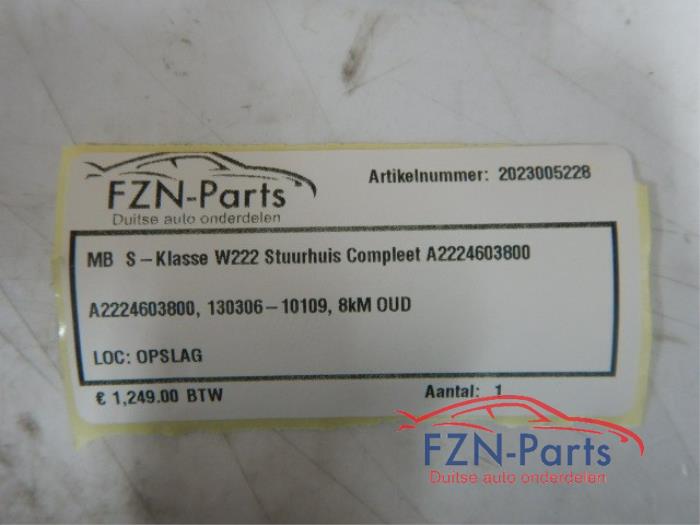 FZN-Parts
Duitse auto onderdelen
Artikelnummer: 2023005228
MB S-Klasse W222 Stuurhuis Compleet A2224603800
A2224603800, 130306-10109, 8kM OUD
LOC: OPSLAG
€ 1,249.00 BTW
Aantal: 1
FZN-Parts
Duitse auto onderdelen